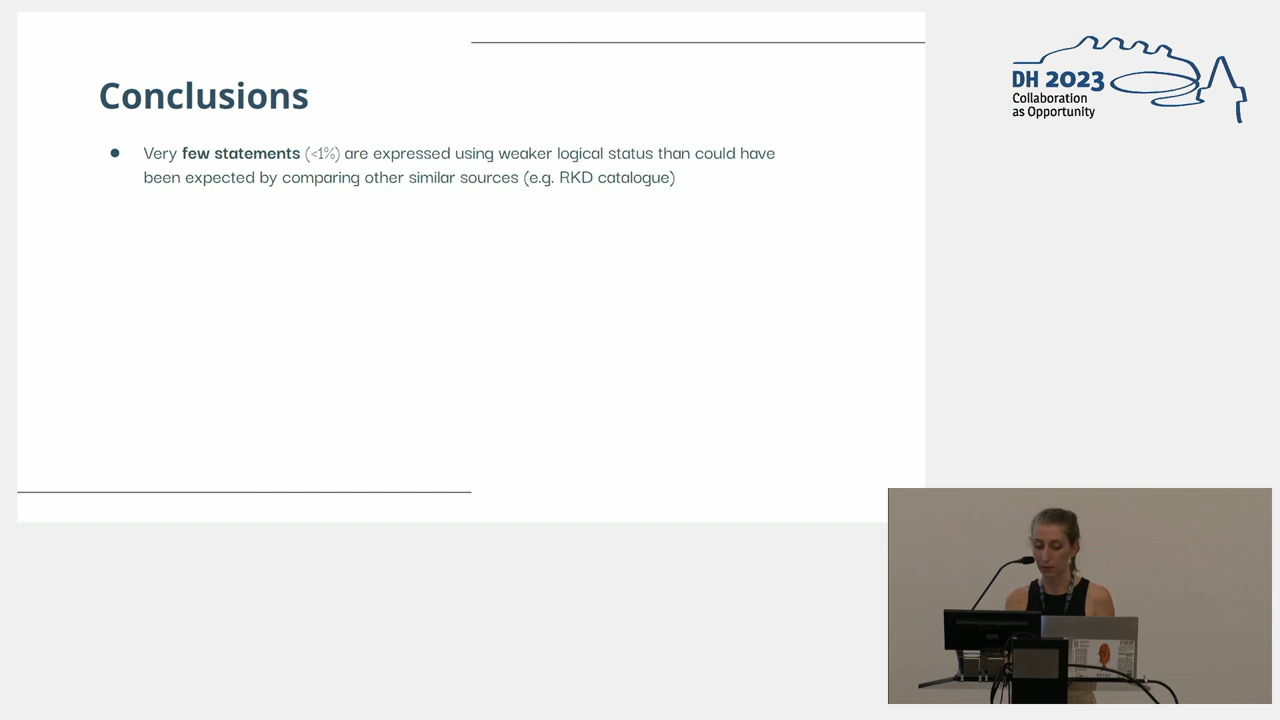 Conclusions
● Very few statements (<1%) are expressed using weaker logical status than could have
been expected by comparing other similar sources (e.g. RKD catalogue)
DH 2023
Collaboration
as Opportunity